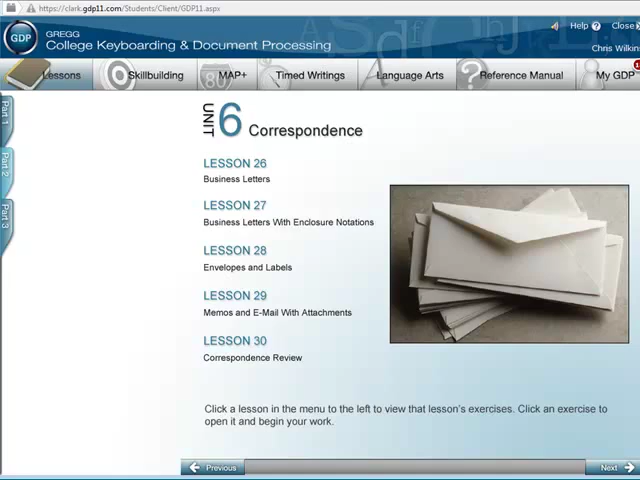 https://clark.gdp11.com/Students/Client/GDP11.aspx
GDP
GREGG
College Keyboarding & Document Processing
Help ?
Close
Chris Wilkins
Lessons
Skillbuilding
MAP+
Timed Writings
Language Arts
Reference Manual
My GDP
Part 1
Part 2
Part 3
UNIT 6 Correspondence
LESSON 26
Business Letters
LESSON 27
Business Letters With Enclosure Notations
LESSON 28
Envelopes and Labels
LESSON 29
Memos and E-Mail With Attachments
LESSON 30
Correspondence Review
Click a lesson in the menu to the left to view that lesson's exercises. Click an exercise to
open it and begin your work.
Previous
Next